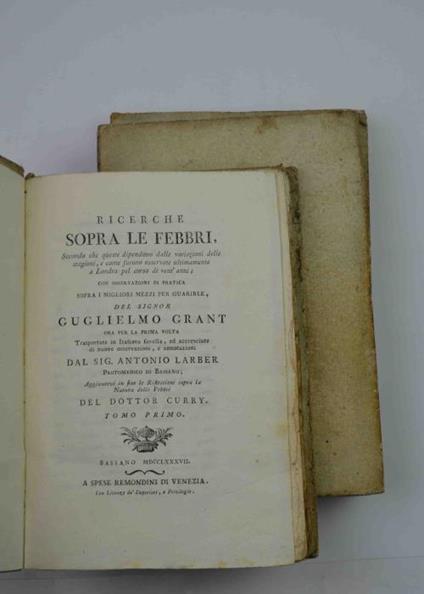 RICERCHE
SOPRA LE FEBBRI,
Secondo che queste dipendono dalle variazioni delle
stagioni, e come furono osservate ultimamente
a Londra pel corso di vent' anni;
CON OSSERVAZIONI DI PRATICA
SOPRA I MIGLIORI MEZZI PER GUARIRLE,
DEL SIGNOR
GUGLIELMO GRANT
ORA PER LA PRIMA VOLTA
Trasportate in Italiana favella, ed accresciute
di nuove osservazioni, e annotazioni
DAL SIG. ANTONIO LARBER
PROTOMEDICO DI BASSANO;
Aggiuntevi in fine le Riflessioni sopra la
Natura delle Febbri
DEL DOTTOR CURRY.
TOMO PRIMO.
BASSANO MDCCLXXXVII.
A SPESE REMONDINI DI VENEZIA.
Con Licenza de' Superiori, e Privilegio.